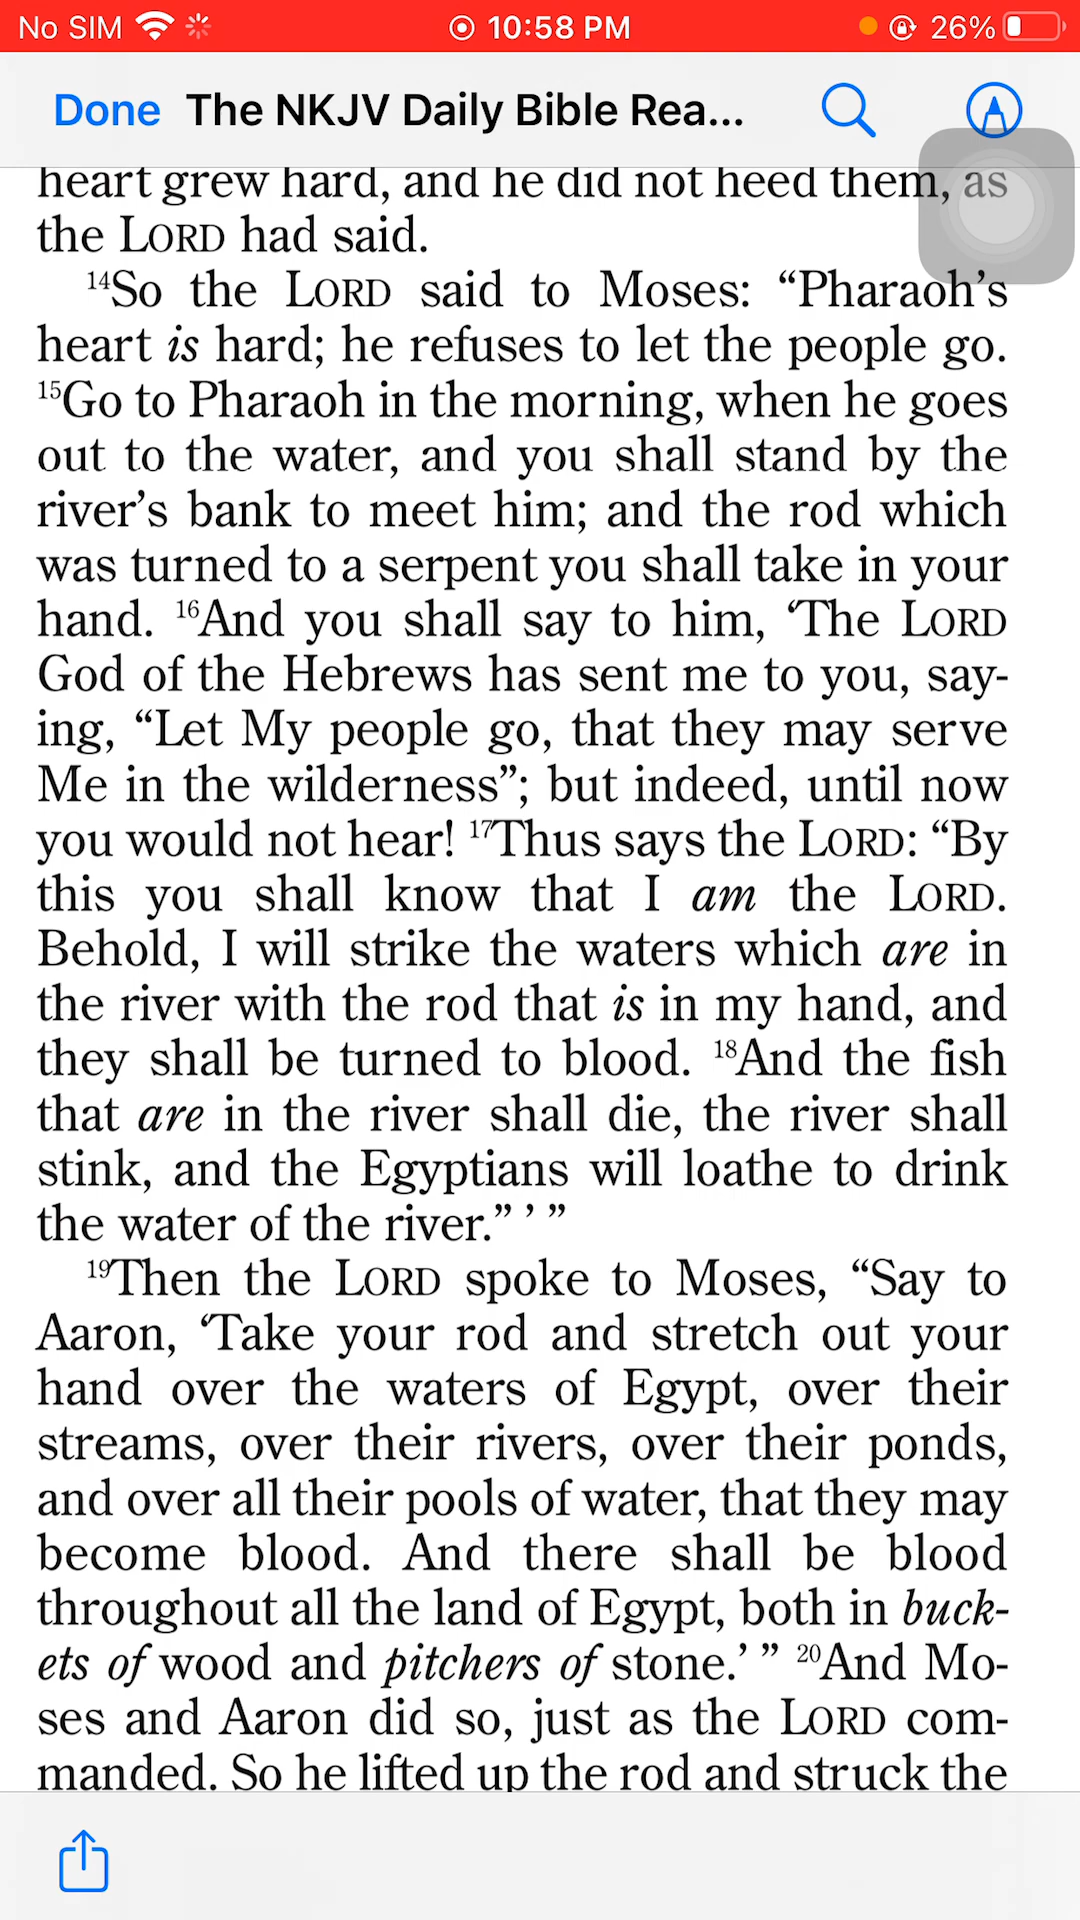 No SIM 10:58 PM 26%
Done The NKJV Daily Bible Rea...
heart grew hard, and he did not heed them, as
the LORD had said.
14So the LORD said to Moses: “Pharaoh’s
heart is hard; he refuses to let the people go.
15Go to Pharaoh in the morning, when he goes
out to the water, and you shall stand by the
river’s bank to meet him; and the rod which
was turned to a serpent you shall take in your
hand. 16And you shall say to him, ‘The LORD
God of the Hebrews has sent me to you, say-
ing, “Let My people go, that they may serve
Me in the wilderness”; but indeed, until now
you would not hear! 17Thus says the LORD: “By
this you shall know that I am the LORD.
Behold, I will strike the waters which are in
the river with the rod that is in my hand, and
they shall be turned to blood. 18And the fish
that are in the river shall die, the river shall
stink, and the Egyptians will loathe to drink
the water of the river.” ’ ”
19Then the LORD spoke to Moses, “Say to
Aaron, ‘Take your rod and stretch out your
hand over the waters of Egypt, over their
streams, over their rivers, over their ponds,
and over all their pools of water, that they may
become blood. And there shall be blood
throughout all the land of Egypt, both in buck-
ets of wood and pitchers of stone.’ ” 20And Mo-
ses and Aaron did so, just as the LORD com-
manded. So he lifted up the rod and struck the